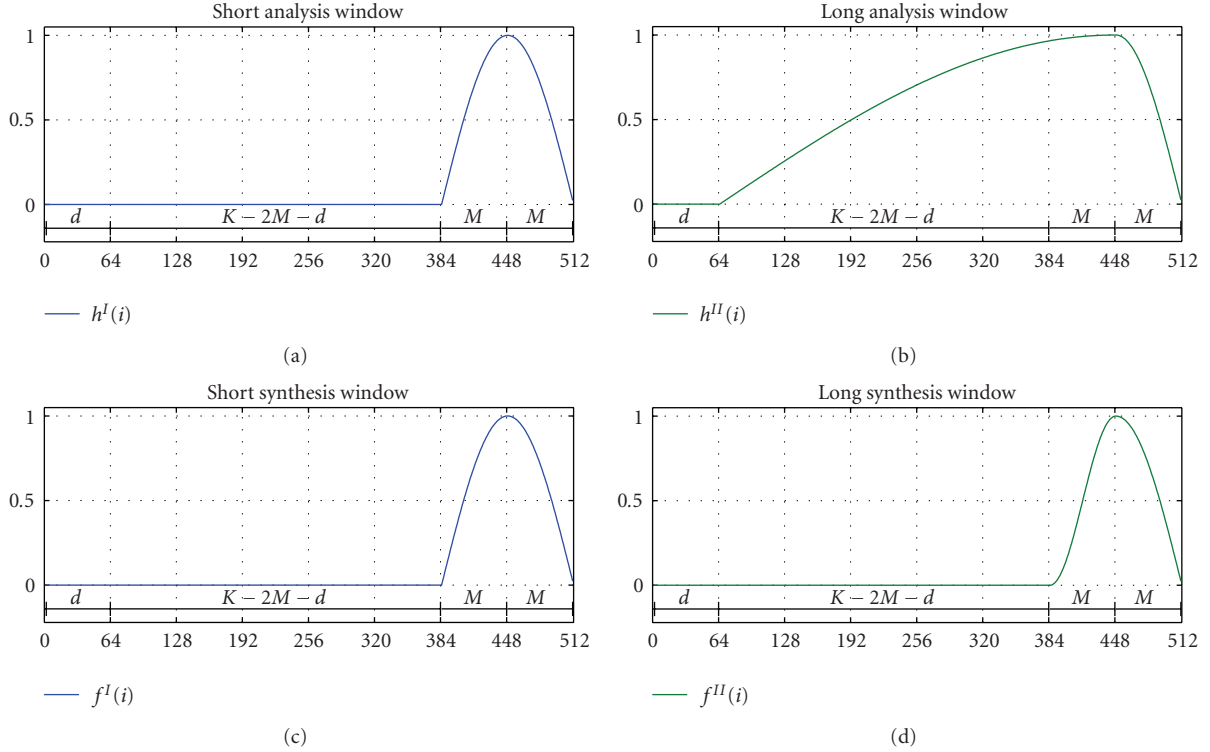 Short analysis window
1
0.5
0
d K − 2M − d M M
0 64 128 192 256 320 384 448 512
h^I(i)
(a)
Long analysis window
1
0.5
0
d K − 2M − d M M
0 64 128 192 256 320 384 448 512
h^{II}(i)
(b)
Short synthesis window
1
0.5
0
d K − 2M − d M M
0 64 128 192 256 320 384 448 512
f^I(i)
(c)
Long synthesis window
1
0.5
0
d K − 2M − d M M
0 64 128 192 256 320 384 448 512
f^{II}(i)
(d)